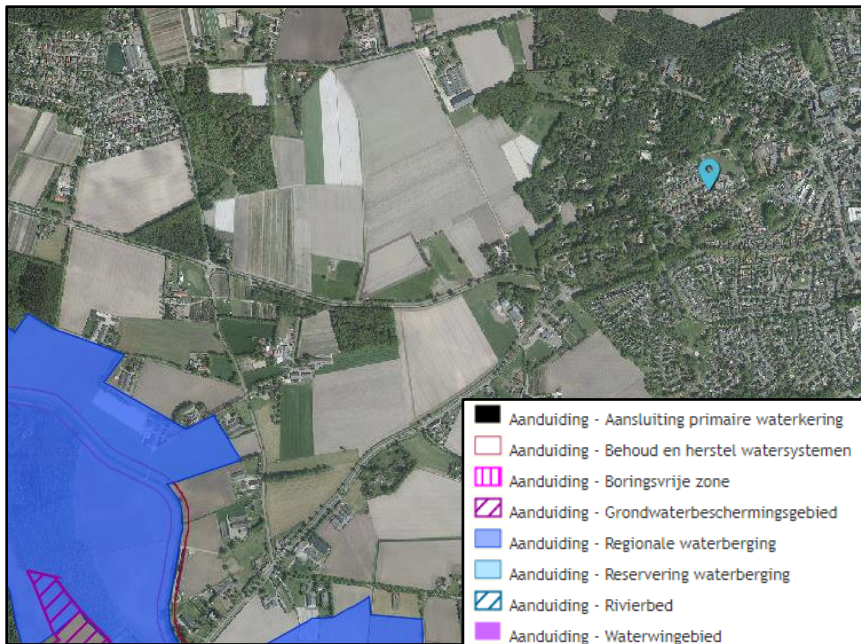 Aanduiding - Aansluiting primaire waterkering
Aanduiding - Behoud en herstel watersystemen
Aanduiding - Boringsvrije zone
Aanduiding - Grondwaterbeschermingsgebied
Aanduiding - Regionale waterberging
Aanduiding - Reservering waterberging
Aanduiding - Rivierbed
Aanduiding - Waterwingebied